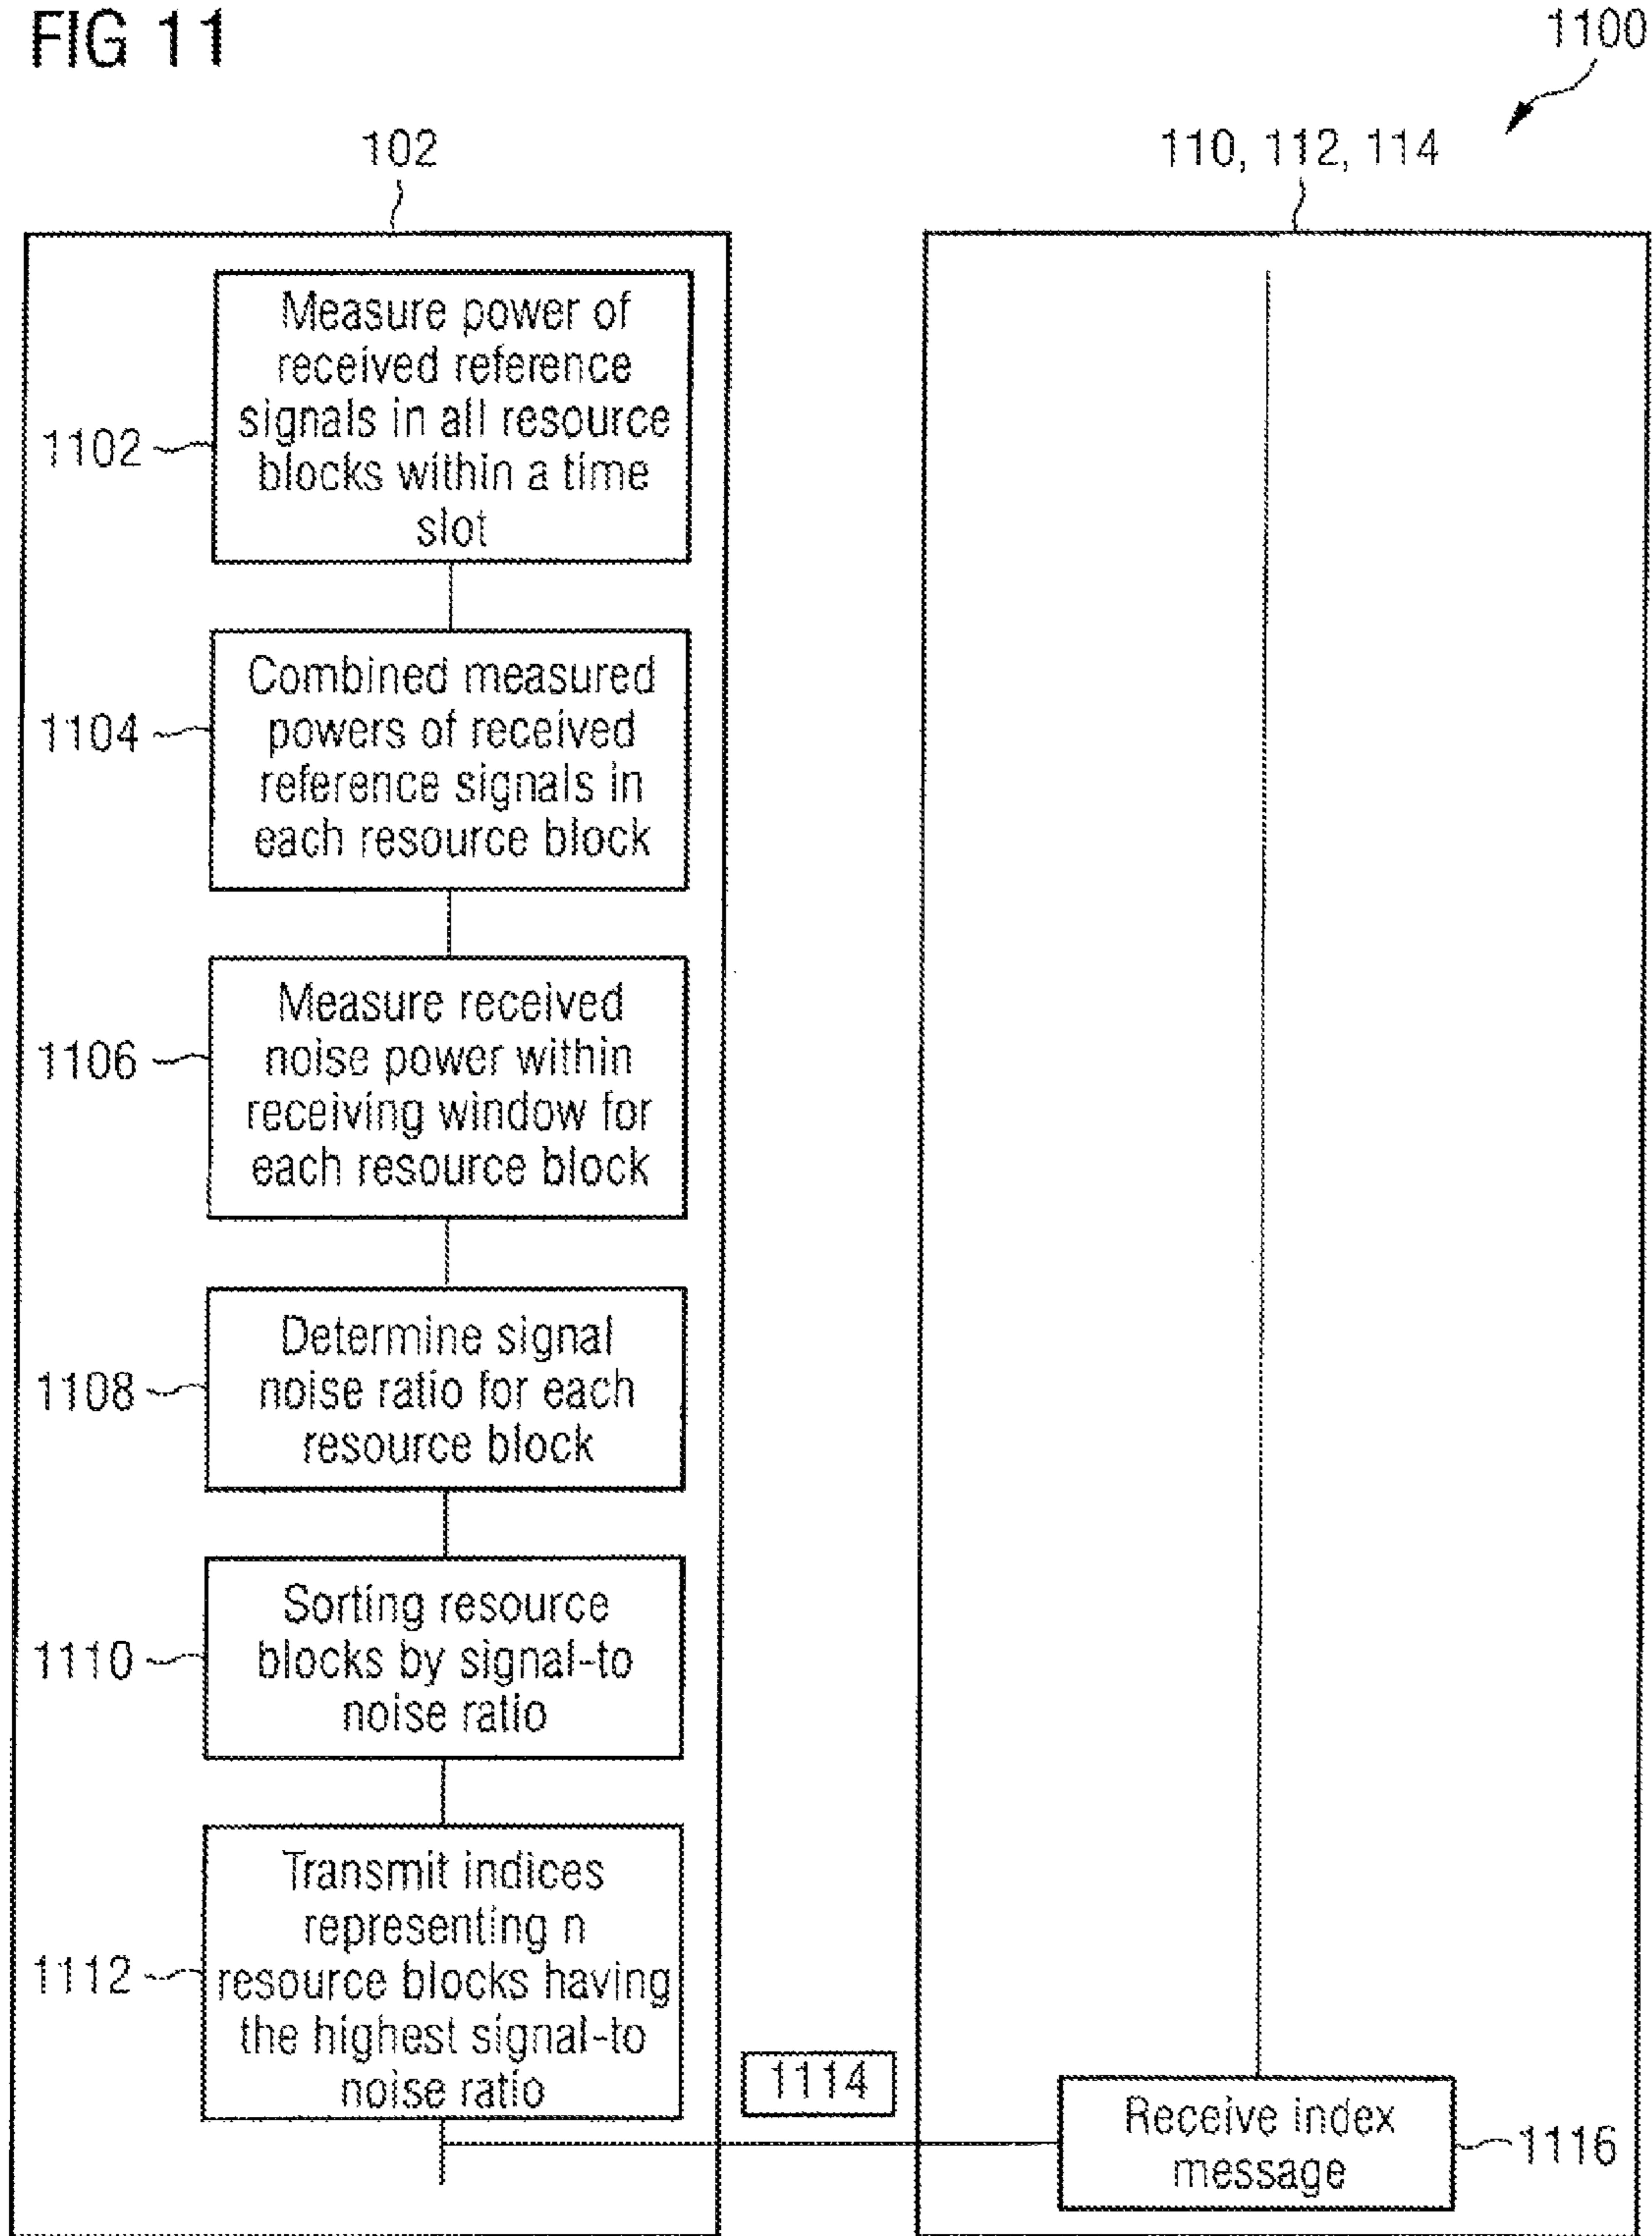 FIG 11
1100
102
110, 112, 114
1102
Measure power of
received reference
signals in all resource
blocks within a time
slot
1104
Combined measured
powers of received
reference signals in
each resource block
1106
Measure received
noise power within
receiving window for
each resource block
1108
Determine signal
noise ratio for each
resource block
1110
Sorting resource
blocks by signal-to
noise ratio
1112
Transmit indices
representing n
resource blocks having
the highest signal-to
noise ratio
1114
Receive index
message
1116